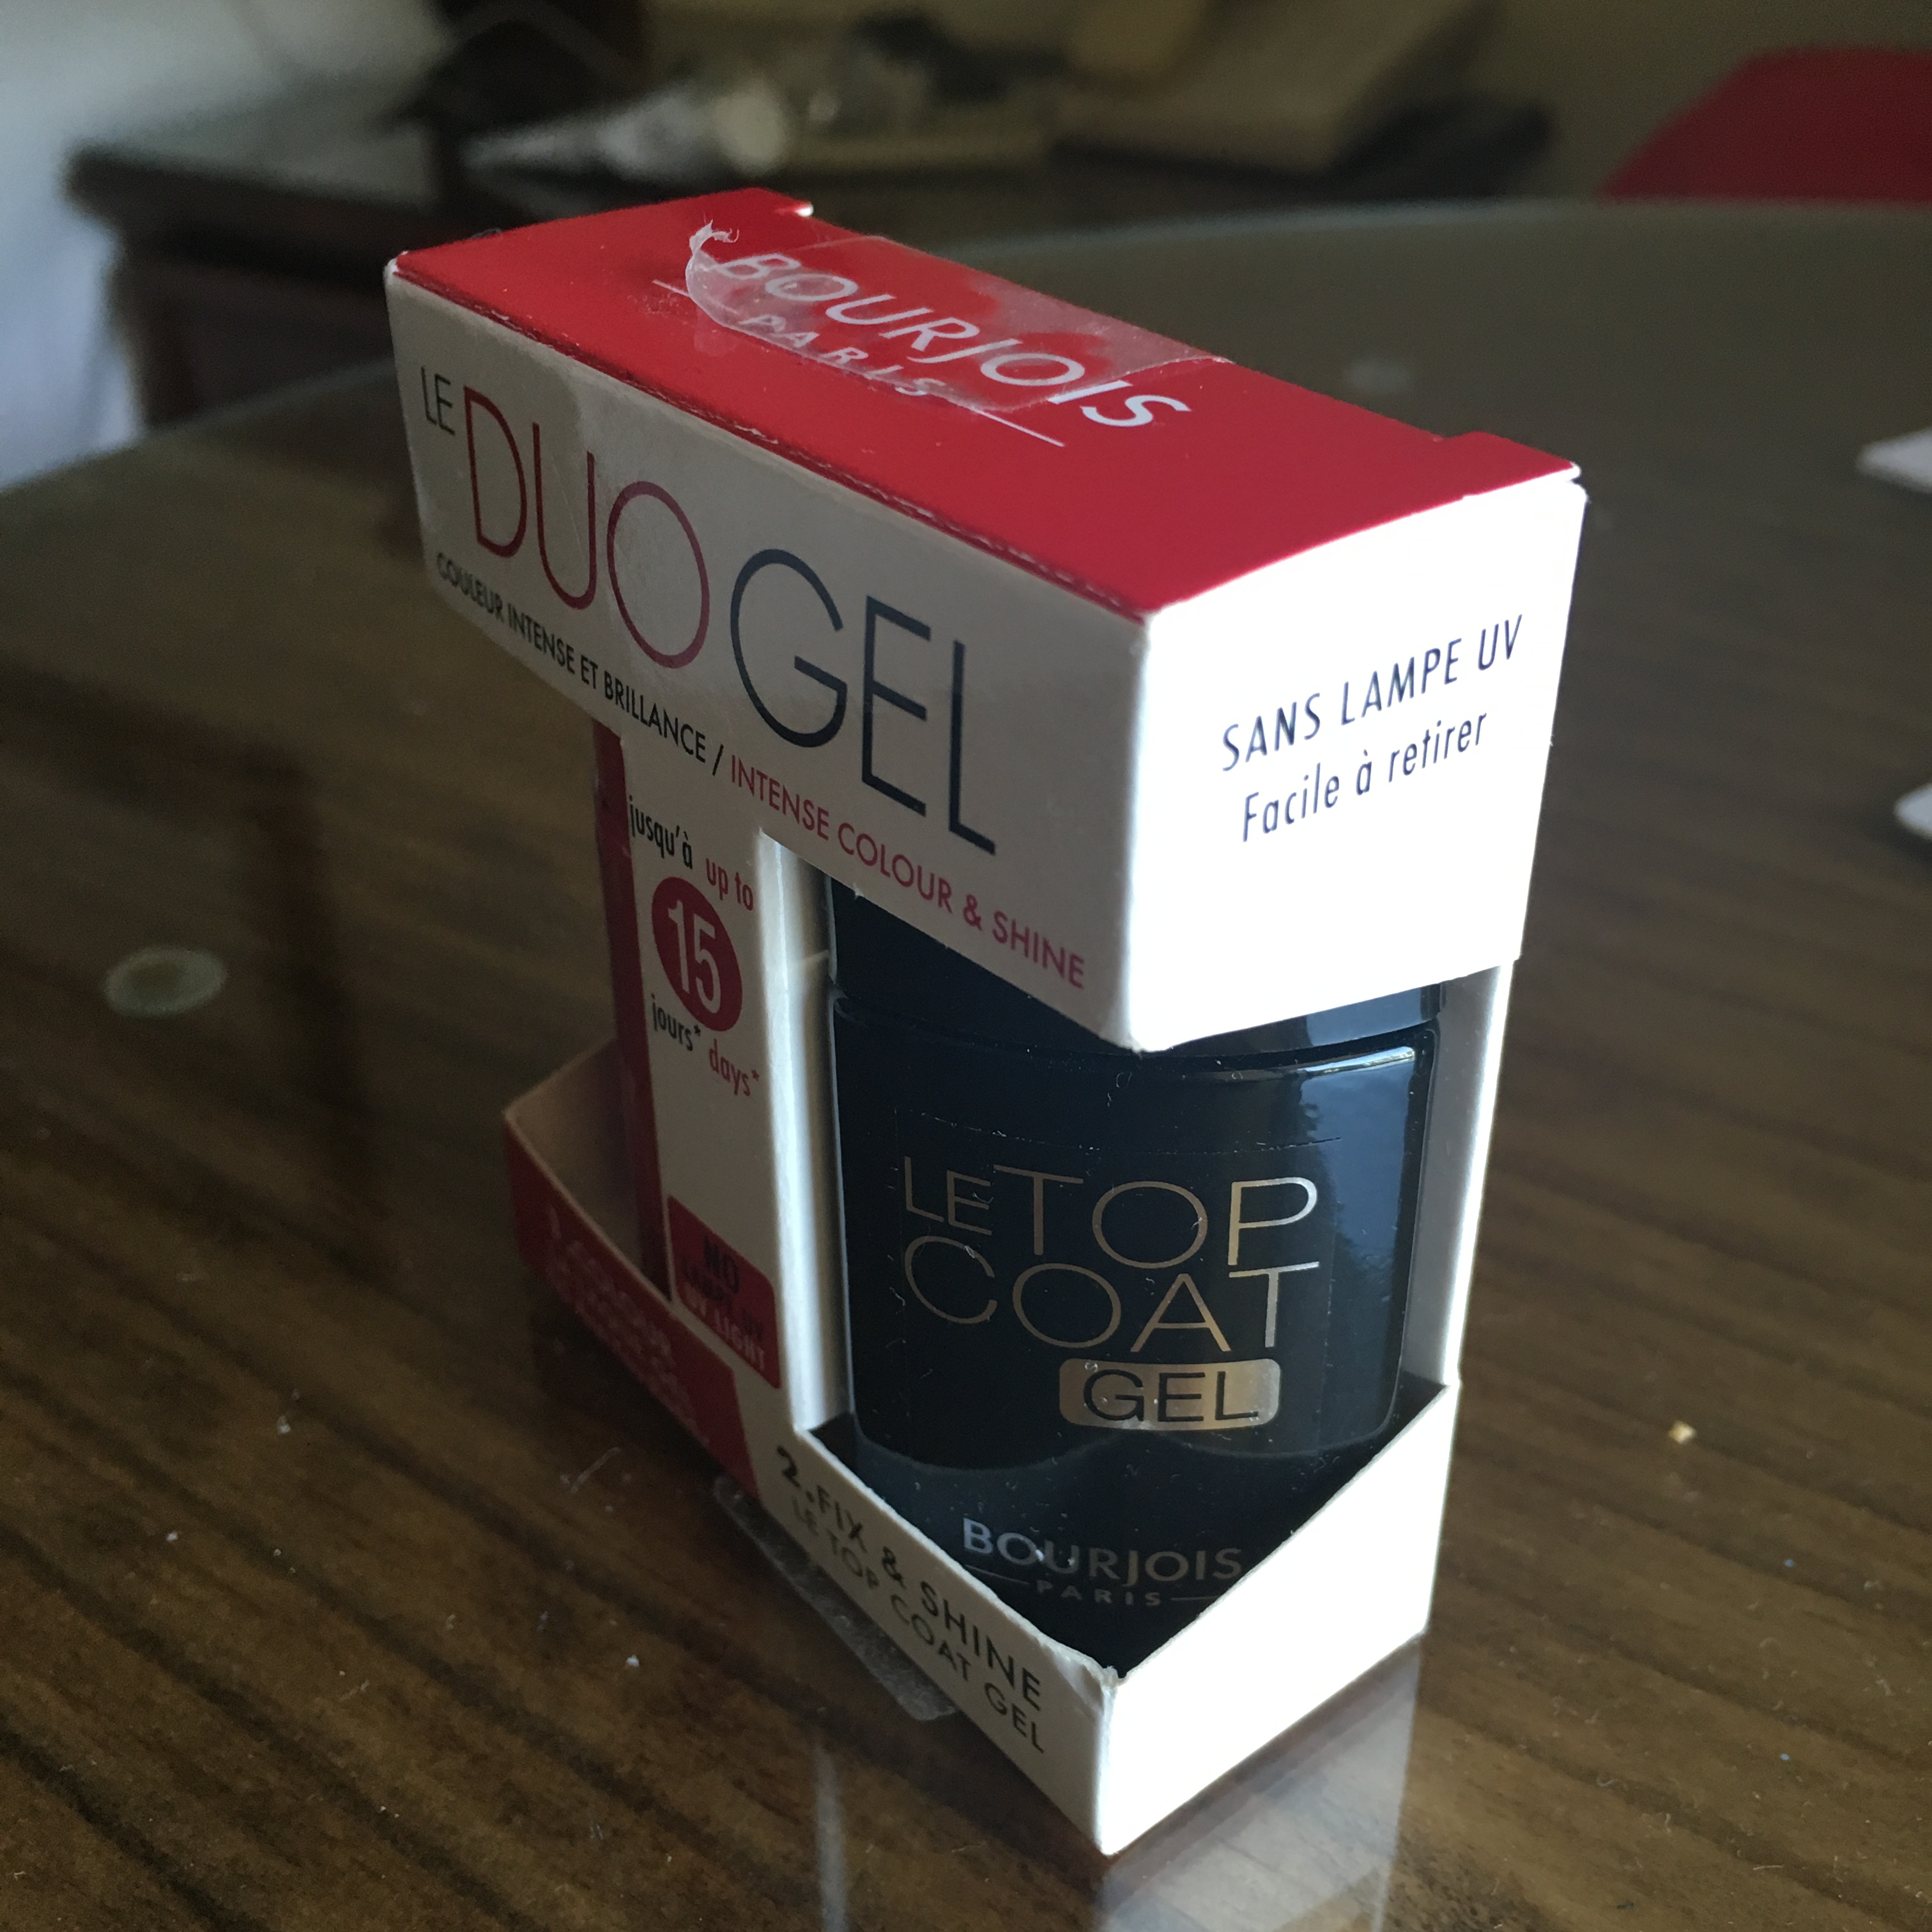 BOURJOIS
PARIS
LE DUO GEL
COULEUR INTENSE ET BRILLANCE / INTENSE COLOUR & SHINE
SANS LAMPE UV
Facile à retirer
jusqu'à up to
15
jours* days*
NO
UV LIGHT
LE TOP
COAT
GEL
BOURJOIS
PARIS
2. FIX & SHINE
LE TOP COAT GEL